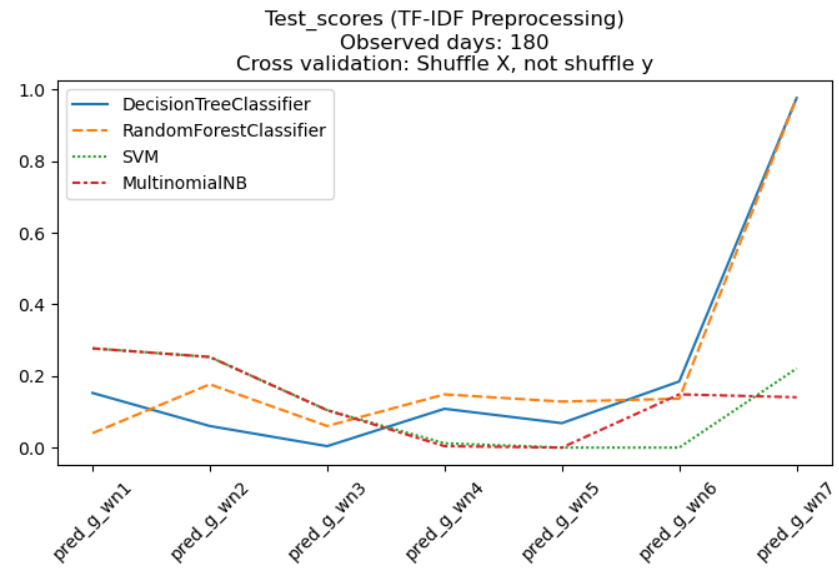 Test_scores (TF-IDF Preprocessing)
Observed days: 180
Cross validation: Shuffle X, not shuffle y
1.0
0.8
0.6
0.4
0.2
0.0
DecisionTreeClassifier
RandomForestClassifier
SVM
MultinomialNB
pred_g_wn1
pred_g_wn2
pred_g_wn3
pred_g_wn4
pred_g_wn5
pred_g_wn6
pred_g_wn7